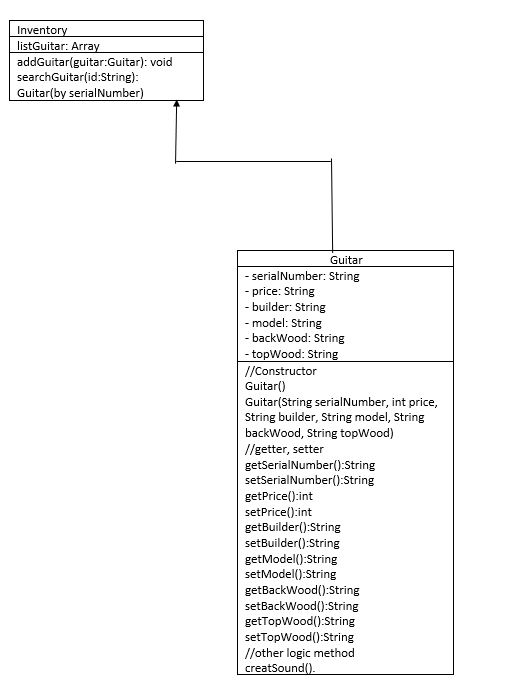 Inventory
listGuitar: Array
addGuitar(guitar:Guitar): void
searchGuitar(id:String):
Guitar(by serialNumber)
Guitar
- serialNumber: String
- price: String
- builder: String
- model: String
- backWood: String
- topWood: String
//Constructor
Guitar()
Guitar(String serialNumber, int price,
String builder, String model, String
backWood, String topWood)
//getter, setter
getSerialNumber():String
setSerialNumber():String
getPrice():int
setPrice():int
getBuilder():String
setBuilder():String
getModel():String
setModel():String
getBackWood():String
setBackWood():String
getTopWood():String
setTopWood():String
//other logic method
creatSound().